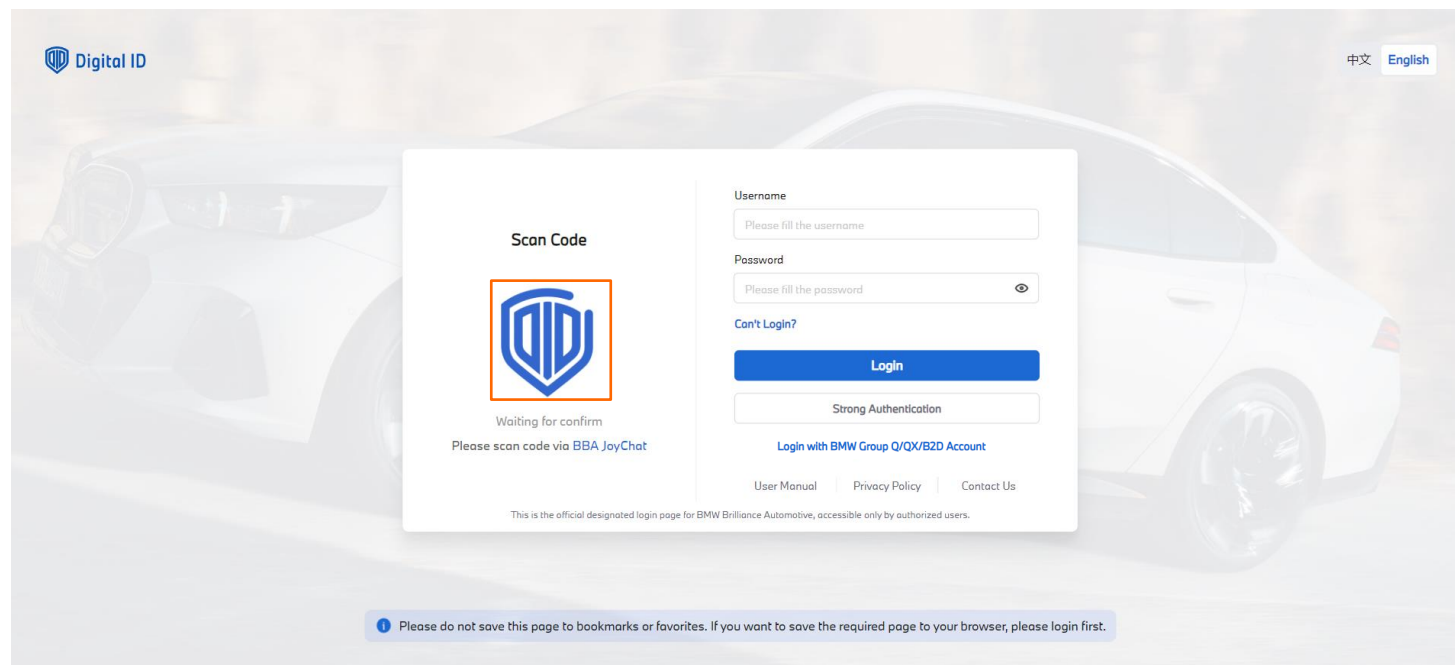 Digital ID
中文 English
Scan Code
Waiting for confirm
Please scan code via BBA JoyChat
Username
Please fill the username
Password
Please fill the password
Can't Login?
Login
Strong Authentication
Login with BMW Group Q/QX/B2D Account
User Manual Privacy Policy Contact Us
This is the official designated login page for BMW Brilliance Automotive, accessible only by authorized users.
Please do not save this page to bookmarks or favorites. If you want to save the required page to your browser, please login first.